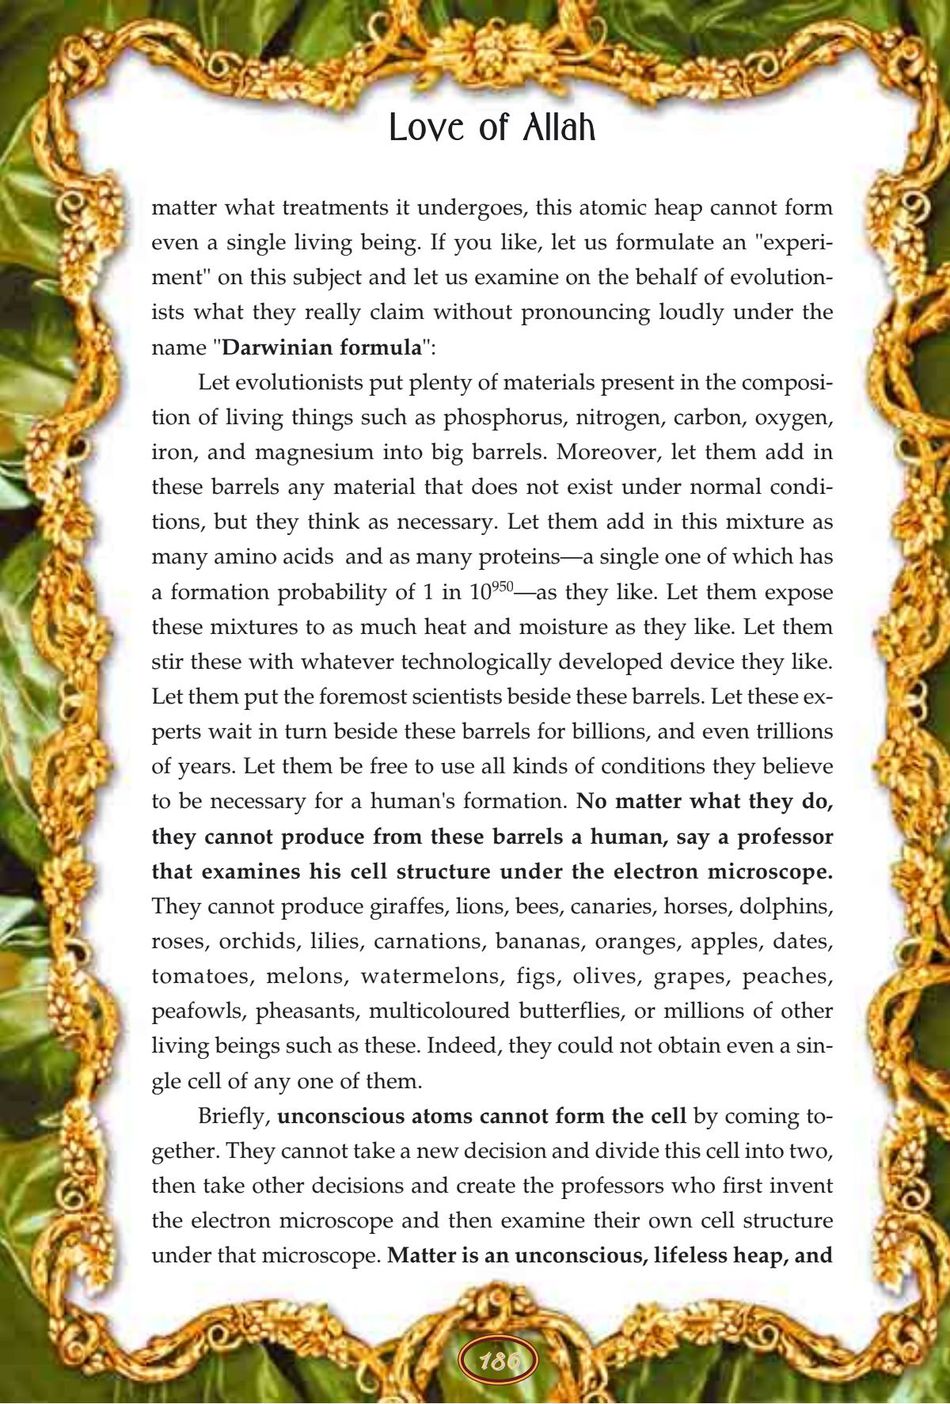 Love of Allah
matter what treatments it undergoes, this atomic heap cannot form
even a single living being. If you like, let us formulate an "experi-
ment" on this subject and let us examine on the behalf of evolution-
ists what they really claim without pronouncing loudly under the
name "Darwinian formula":
Let evolutionists put plenty of materials present in the composi-
tion of living things such as phosphorus, nitrogen, carbon, oxygen,
iron, and magnesium into big barrels. Moreover, let them add in
these barrels any material that does not exist under normal condi-
tions, but they think as necessary. Let them add in this mixture as
many amino acids  and as many proteins—a single one of which has
a formation probability of 1 in 10⁹⁵⁰—as they like. Let them expose
these mixtures to as much heat and moisture as they like. Let them
stir these with whatever technologically developed device they like.
Let them put the foremost scientists beside these barrels. Let these ex-
perts wait in turn beside these barrels for billions, and even trillions
of years. Let them be free to use all kinds of conditions they believe
to be necessary for a human's formation. No matter what they do,
they cannot produce from these barrels a human, say a professor
that examines his cell structure under the electron microscope.
They cannot produce giraffes, lions, bees, canaries, horses, dolphins,
roses, orchids, lilies, carnations, bananas, oranges, apples, dates,
tomatoes, melons, watermelons, figs, olives, grapes, peaches,
peafowls, pheasants, multicoloured butterflies, or millions of other
living beings such as these. Indeed, they could not obtain even a sin-
gle cell of any one of them.
Briefly, unconscious atoms cannot form the cell by coming to-
gether. They cannot take a new decision and divide this cell into two,
then take other decisions and create the professors who first invent
the electron microscope and then examine their own cell structure
under that microscope. Matter is an unconscious, lifeless heap, and
186